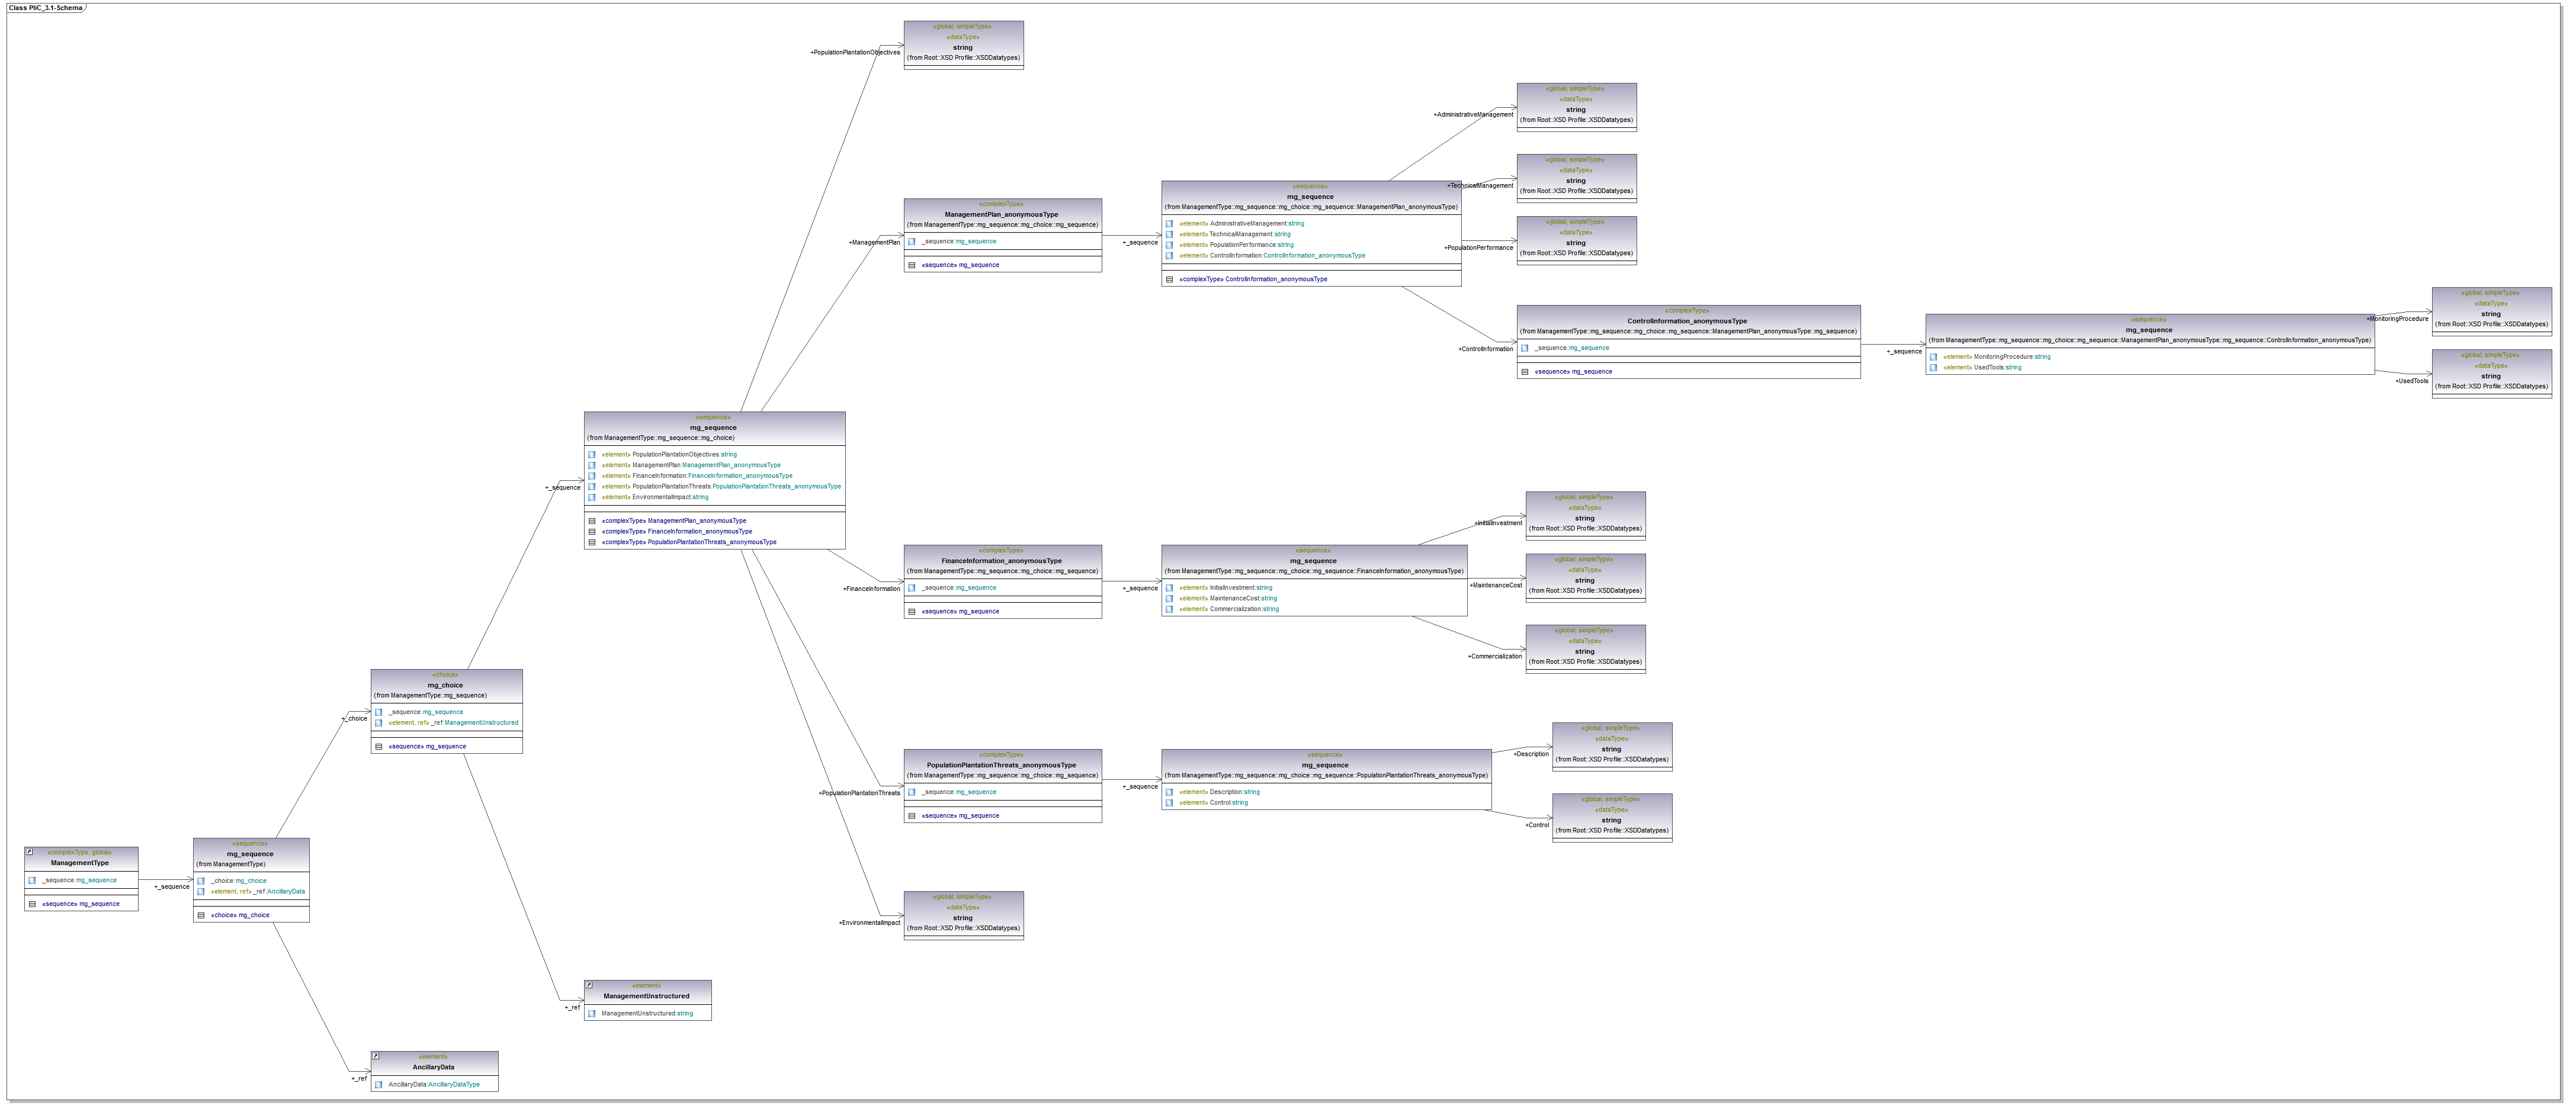 Class PliC_3.1-Schema
«global, simpleType»
«dataType»
string
(from Root::XSD Profile::XSDDatatypes)
+PopulationPlantationObjectives
«global, simpleType»
«dataType»
string
(from Root::XSD Profile::XSDDatatypes)
+AdministrativeManagement
«global, simpleType»
«dataType»
string
(from Root::XSD Profile::XSDDatatypes)
+TechnicalManagement
«global, simpleType»
«dataType»
string
(from Root::XSD Profile::XSDDatatypes)
+PopulationPerformance
«complexType»
ManagementPlan_anonymousType
(from ManagementType::mg_sequence::mg_choice::mg_sequence)
_sequence:mg_sequence
«sequence» mg_sequence
+ManagementPlan
+_sequence
«sequence»
mg_sequence
(from ManagementType::mg_sequence::mg_choice::mg_sequence::ManagementPlan_anonymousType)
«element» AdministrativeManagement:string
«element» TechnicalManagement:string
«element» PopulationPerformance:string
«element» ControlInformation:ControlInformation_anonymousType
«complexType» ControlInformation_anonymousType
+ControlInformation
«complexType»
ControlInformation_anonymousType
(from ManagementType::mg_sequence::mg_choice::mg_sequence::ManagementPlan_anonymousType::mg_sequence)
_sequence:mg_sequence
«sequence» mg_sequence
+_sequence
«sequence»
mg_sequence
(from ManagementType::mg_sequence::mg_choice::mg_sequence::ManagementPlan_anonymousType::mg_sequence::ControlInformation_anonymousType)
«element» MonitoringProcedure:string
«element» UsedTools:string
+MonitoringProcedure
«global, simpleType»
«dataType»
string
(from Root::XSD Profile::XSDDatatypes)
+UsedTools
«global, simpleType»
«dataType»
string
(from Root::XSD Profile::XSDDatatypes)
«sequence»
mg_sequence
(from ManagementType::mg_sequence::mg_choice)
«element» PopulationPlantationObjectives:string
«element» ManagementPlan:ManagementPlan_anonymousType
«element» FinanceInformation:FinanceInformation_anonymousType
«element» PopulationPlantationThreats:PopulationPlantationThreats_anonymousType
«element» EnvironmentalImpact:string
«complexType» ManagementPlan_anonymousType
«complexType» FinanceInformation_anonymousType
«complexType» PopulationPlantationThreats_anonymousType
+_sequence
+FinanceInformation
«complexType»
FinanceInformation_anonymousType
(from ManagementType::mg_sequence::mg_choice::mg_sequence)
_sequence:mg_sequence
«sequence» mg_sequence
+_sequence
«sequence»
mg_sequence
(from ManagementType::mg_sequence::mg_choice::mg_sequence::FinanceInformation_anonymousType)
«element» InitialInvestment:string
«element» MaintenanceCost:string
«element» Commercialization:string
+InitialInvestment
«global, simpleType»
«dataType»
string
(from Root::XSD Profile::XSDDatatypes)
+MaintenanceCost
«global, simpleType»
«dataType»
string
(from Root::XSD Profile::XSDDatatypes)
+Commercialization
«global, simpleType»
«dataType»
string
(from Root::XSD Profile::XSDDatatypes)
«choice»
mg_choice
(from ManagementType::mg_sequence)
_sequence:mg_sequence
«element, ref» _ref:ManagementUnstructured
«sequence» mg_sequence
+_choice
+PopulationPlantationThreats
«complexType»
PopulationPlantationThreats_anonymousType
(from ManagementType::mg_sequence::mg_choice::mg_sequence)
_sequence:mg_sequence
«sequence» mg_sequence
+_sequence
«sequence»
mg_sequence
(from ManagementType::mg_sequence::mg_choice::mg_sequence::PopulationPlantationThreats_anonymousType)
«element» Description:string
«element» Control:string
+Description
«global, simpleType»
«dataType»
string
(from Root::XSD Profile::XSDDatatypes)
+Control
«global, simpleType»
«dataType»
string
(from Root::XSD Profile::XSDDatatypes)
«complexType, global»
ManagementType
_sequence:mg_sequence
«sequence» mg_sequence
+_sequence
«sequence»
mg_sequence
(from ManagementType)
_choice:mg_choice
«element, ref» _ref:AncillaryData
«choice» mg_choice
+EnvironmentalImpact
«global, simpleType»
«dataType»
string
(from Root::XSD Profile::XSDDatatypes)
+_ref
«element»
ManagementUnstructured
ManagementUnstructured:string
+_ref
«element»
AncillaryData
AncillaryData:AncillaryDataType